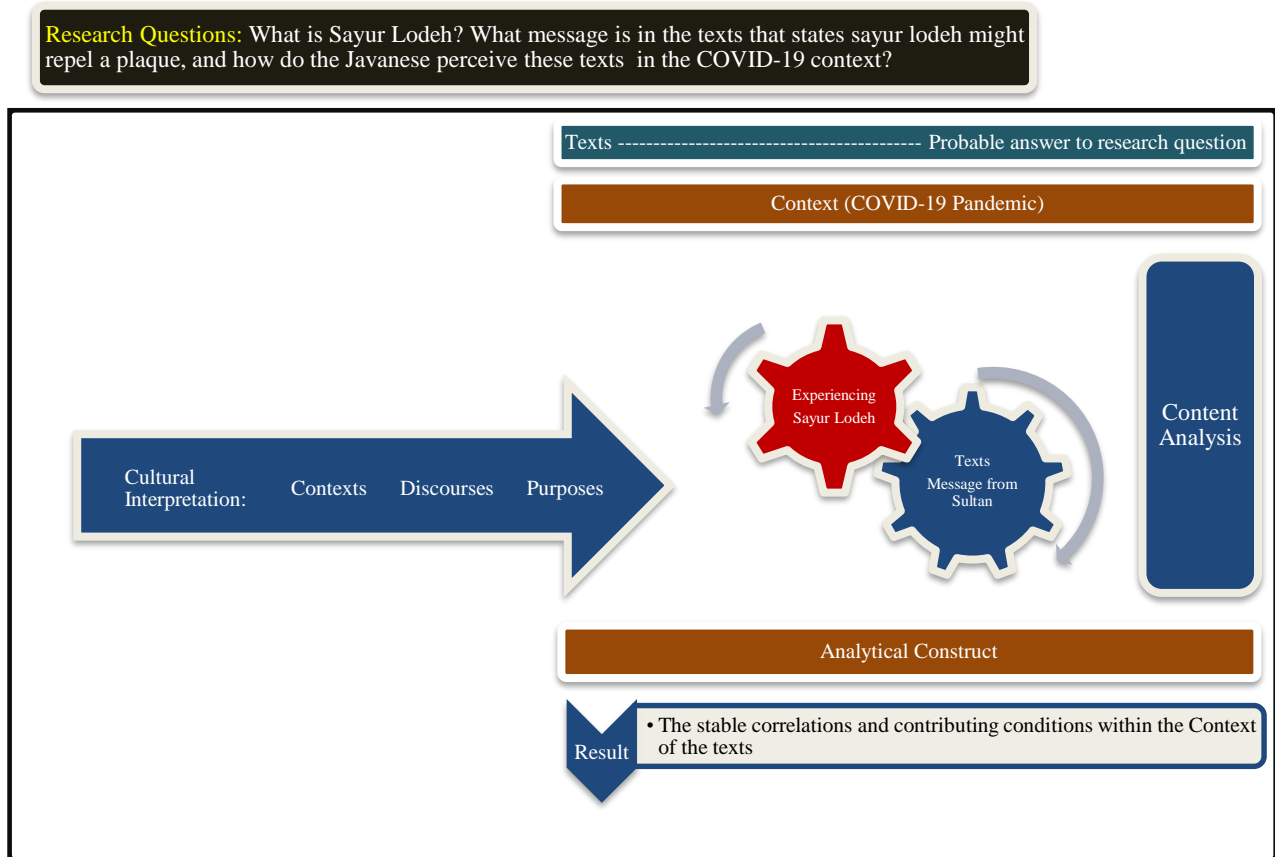 Research Questions: What is Sayur Lodeh? What message is in the texts that states sayur lodeh might
repel a plaque, and how do the Javanese perceive these texts in the COVID-19 context?
Texts ------------------------------------------- Probable answer to research question
Context (COVID-19 Pandemic)
Experiencing
Sayur Lodeh
Texts
Message from
Sultan
Content
Analysis
Cultural
Interpretation:
Contexts
Discourses
Purposes
Analytical Construct
Result
• The stable correlations and contributing conditions within the Context
of the texts